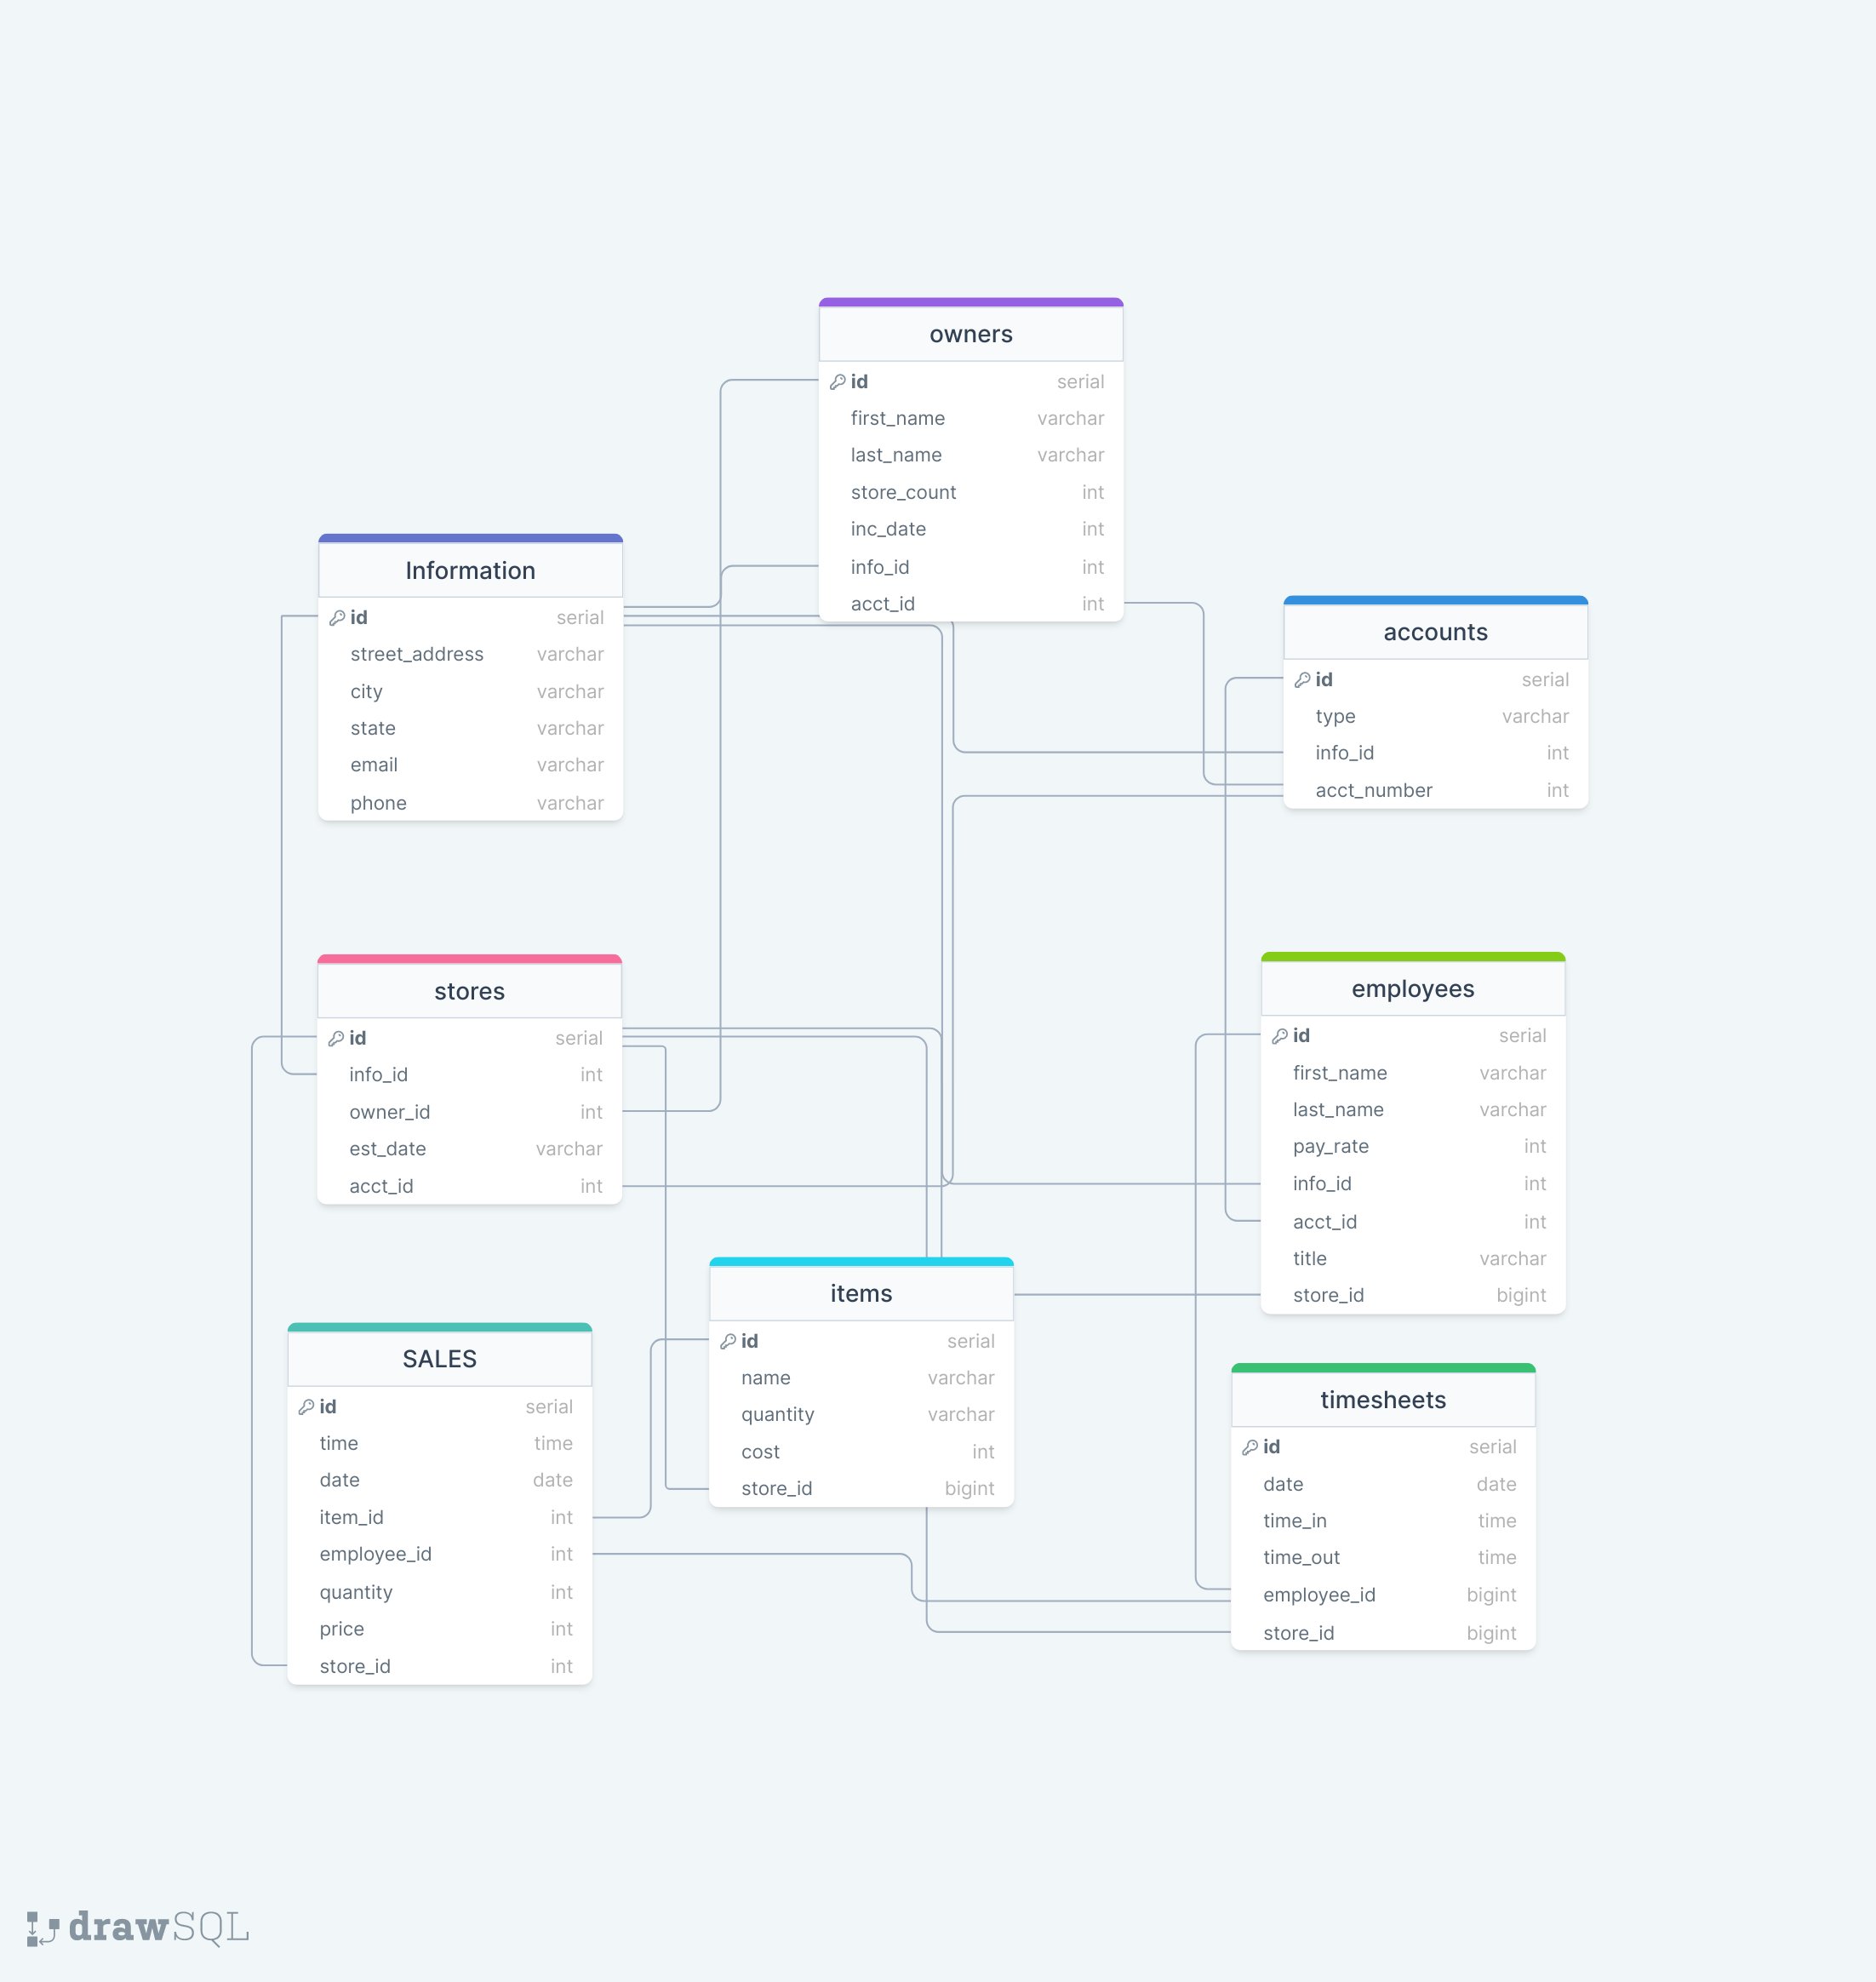 owners
id serial
first_name varchar
last_name varchar
store_count int
inc_date int
info_id int
acct_id int
Information
id serial
street_address varchar
city varchar
state varchar
email varchar
phone varchar
accounts
id serial
type varchar
info_id int
acct_number int
stores
id serial
info_id int
owner_id int
est_date varchar
acct_id int
employees
id serial
first_name varchar
last_name varchar
pay_rate int
info_id int
acct_id int
title varchar
store_id bigint
items
id serial
name varchar
quantity varchar
cost int
store_id bigint
SALES
id serial
time time
date date
item_id int
employee_id int
quantity int
price int
store_id int
timesheets
id serial
date date
time_in time
time_out time
employee_id bigint
store_id bigint
drawSQL